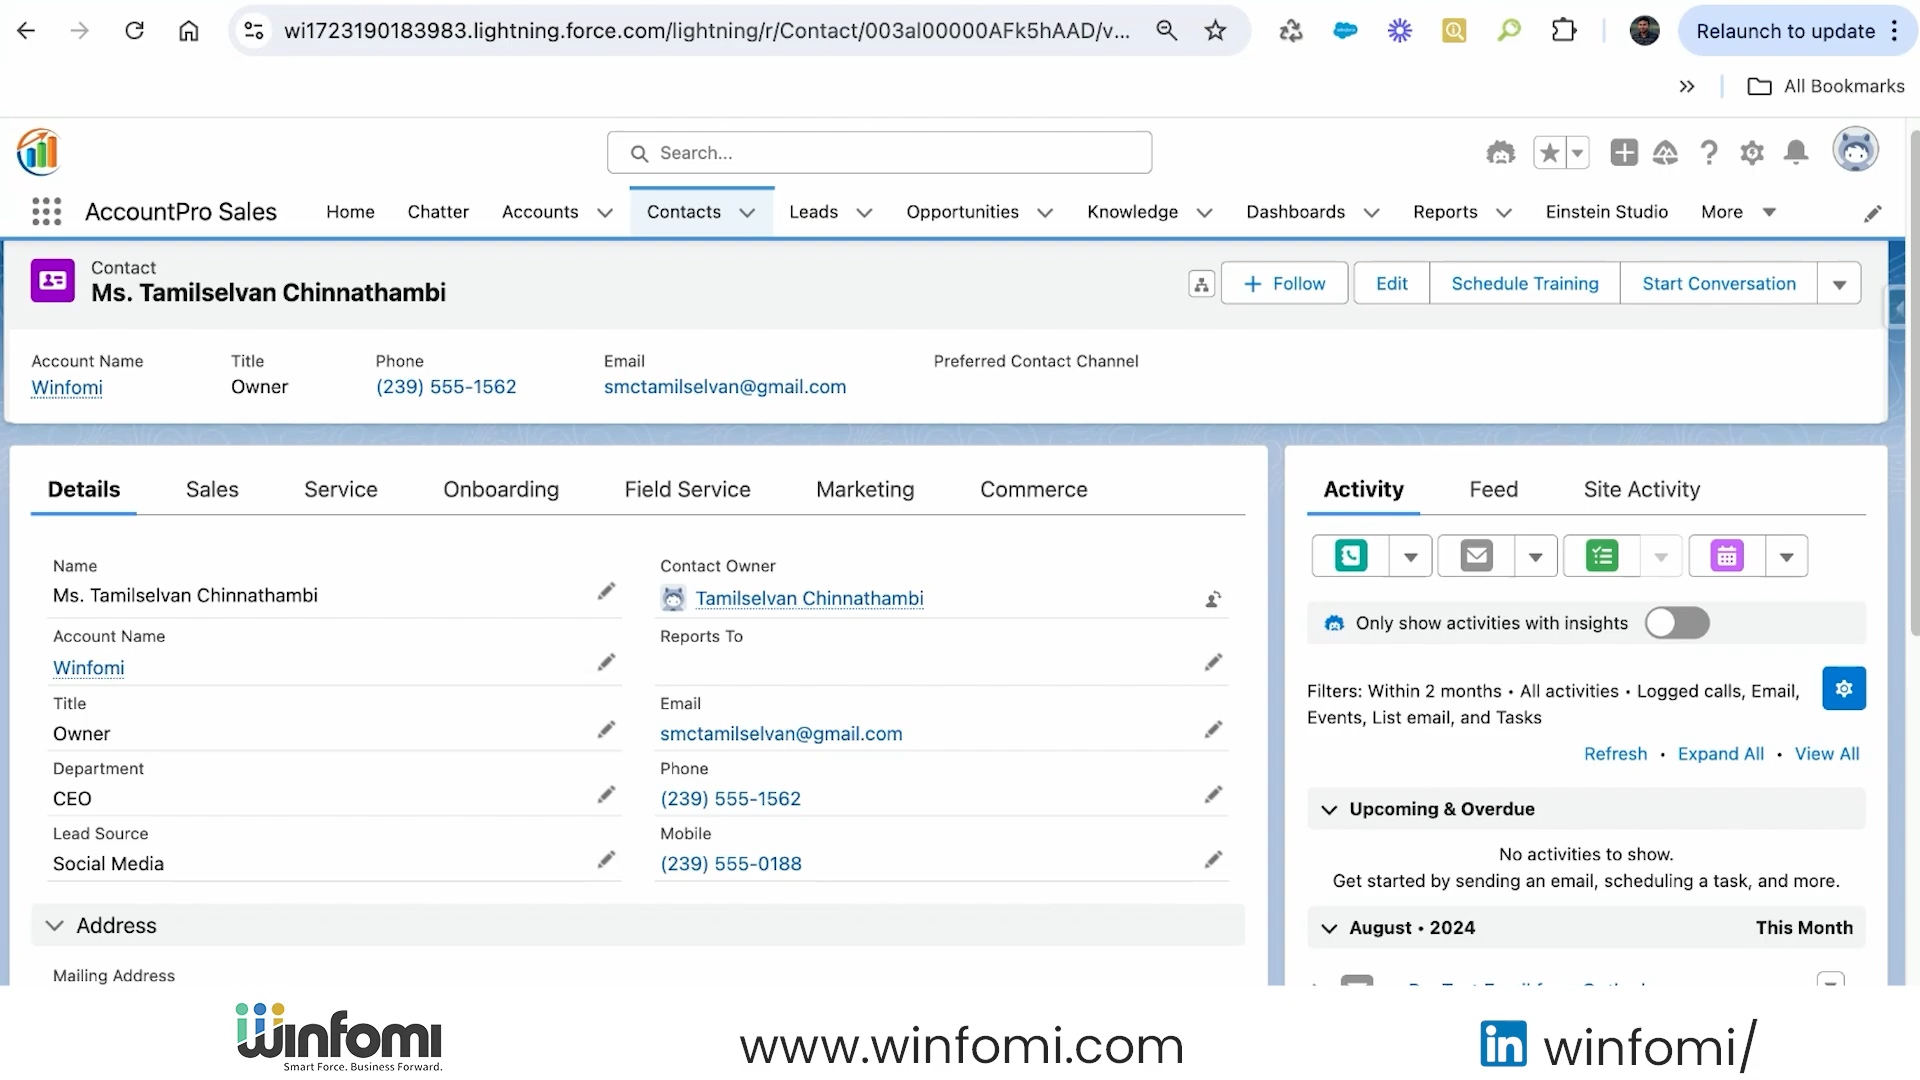 wi1723190183983.lightning.force.com/lightning/r/Contact/003al00000AFk5hAAD/v...
Relaunch to update
All Bookmarks
Search...
AccountPro Sales
Home
Chatter
Accounts
Contacts
Leads
Opportunities
Knowledge
Dashboards
Reports
Einstein Studio
More
Contact
Ms. Tamilselvan Chinnathambi
Follow
Edit
Schedule Training
Start Conversation
Account Name
Title
Phone
Email
Preferred Contact Channel
Winfomi
Owner
(239) 555-1562
smctamilselvan@gmail.com
Details
Sales
Service
Onboarding
Field Service
Marketing
Commerce
Name
Ms. Tamilselvan Chinnathambi
Contact Owner
Tamilselvan Chinnathambi
Account Name
Winfomi
Reports To
Title
Owner
Email
smctamilselvan@gmail.com
Department
CEO
Phone
(239) 555-1562
Lead Source
Social Media
Mobile
(239) 555-0188
Address
Mailing Address
Activity
Feed
Site Activity
Only show activities with insights
Filters: Within 2 months • All activities • Logged calls, Email,
Events, List email, and Tasks
Refresh • Expand All • View All
Upcoming & Overdue
No activities to show.
Get started by sending an email, scheduling a task, and more.
August • 2024
This Month
winfomi
Smart Force. Business Forward.
www.winfomi.com
in winfomi/